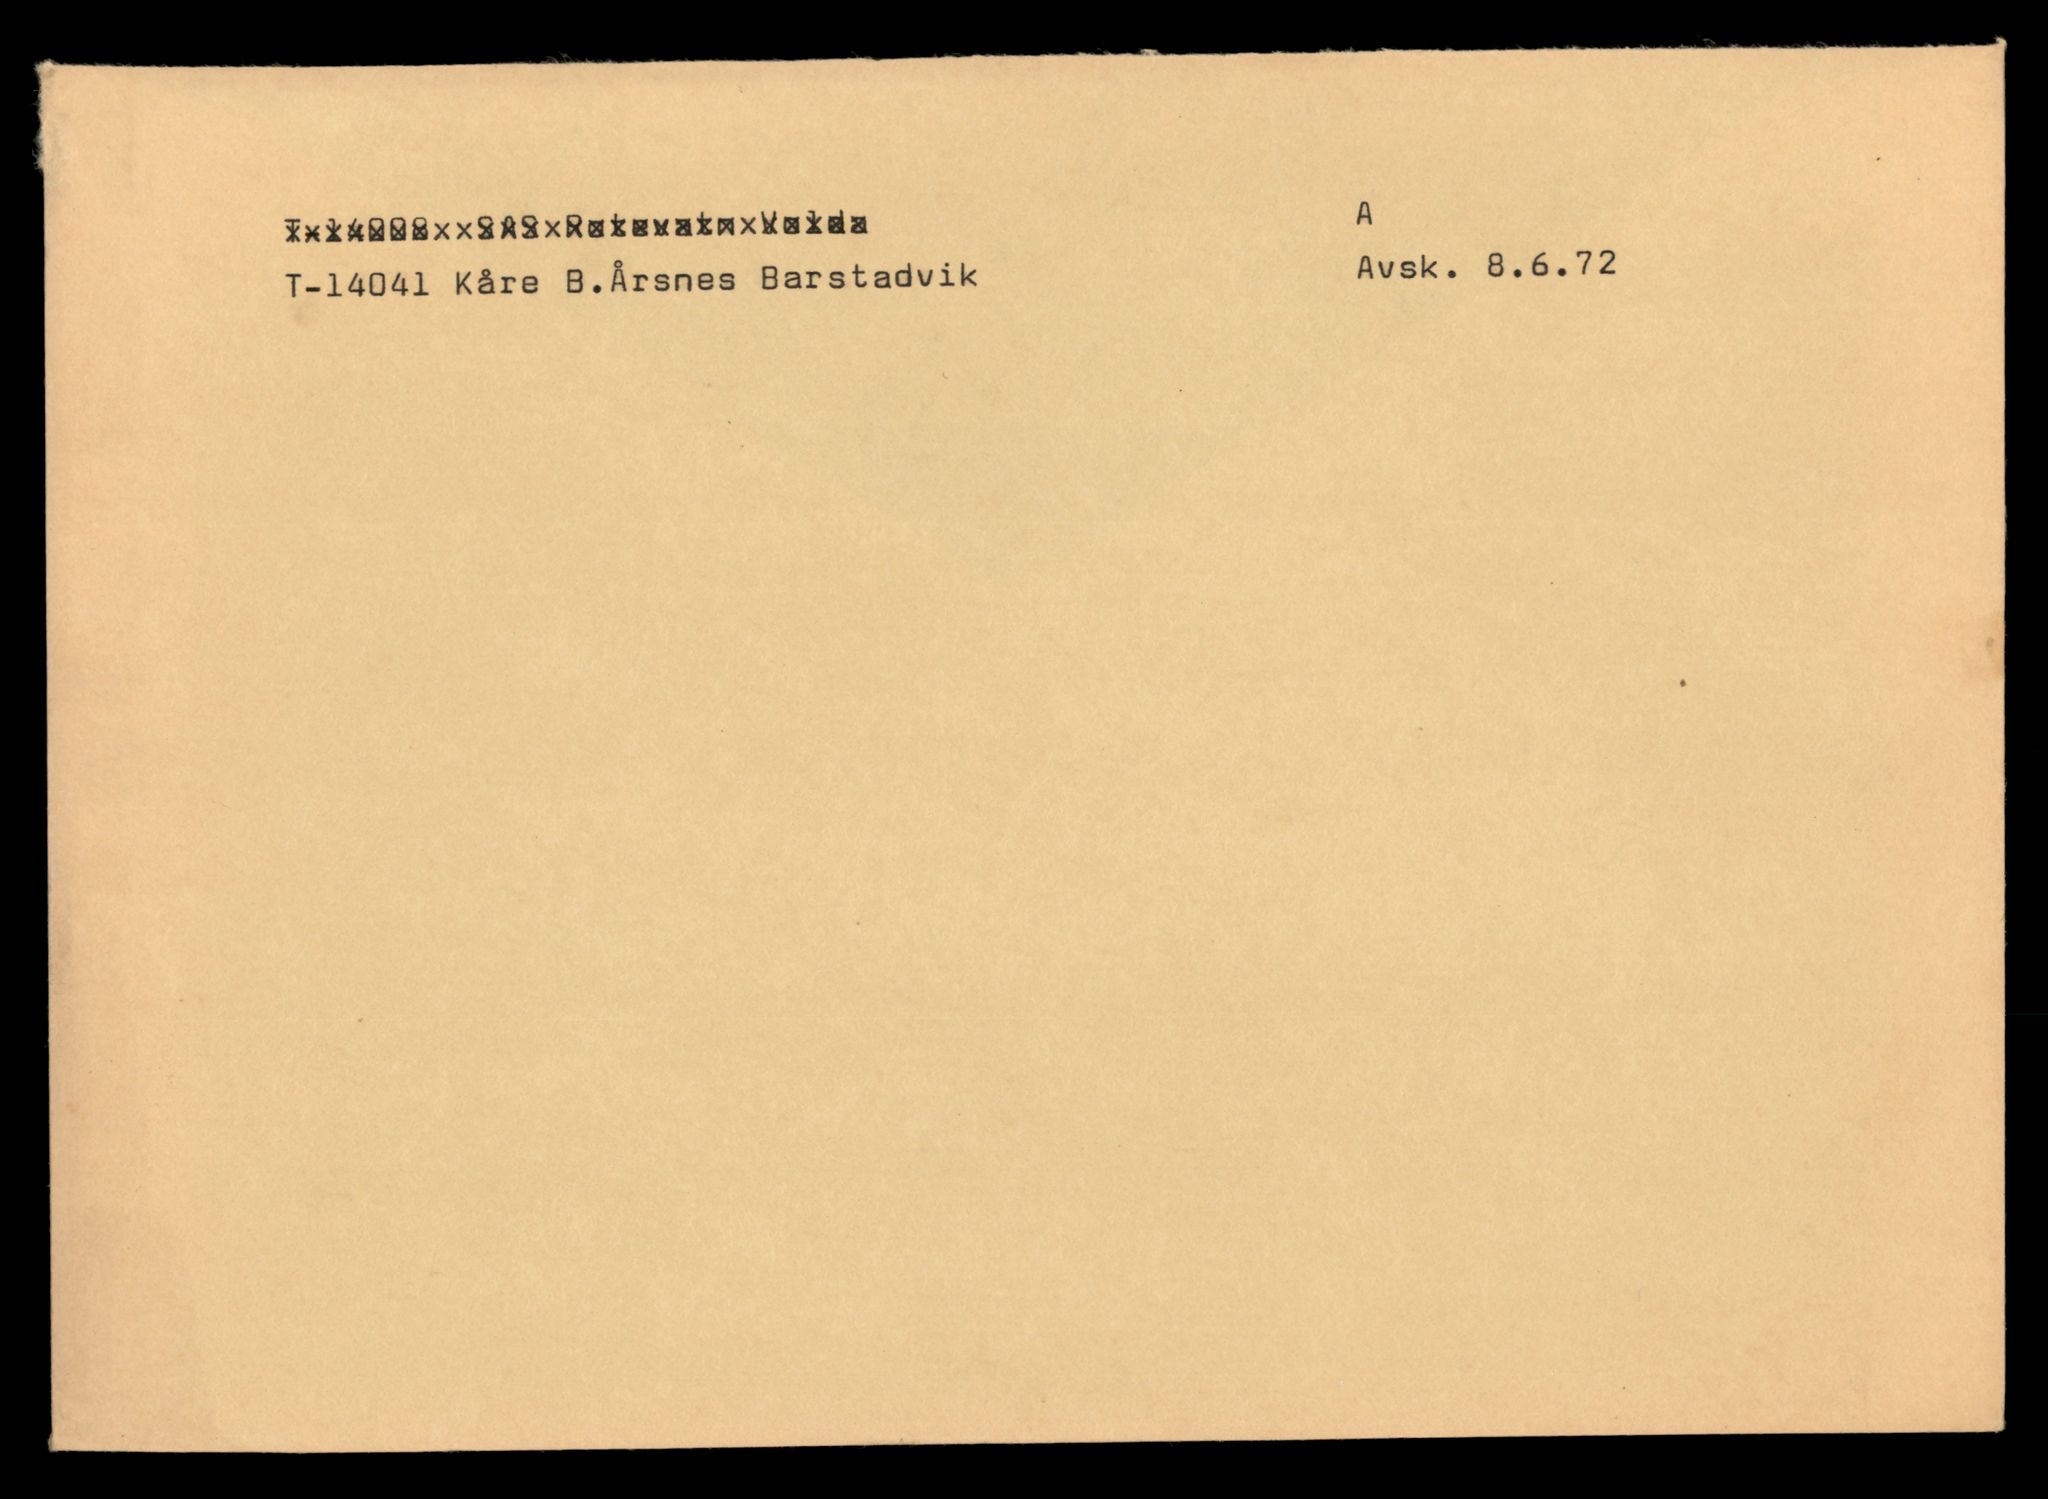 A
T-14041 Kåre B.Årsnes Barstadvik
Avsk. 8.6.72